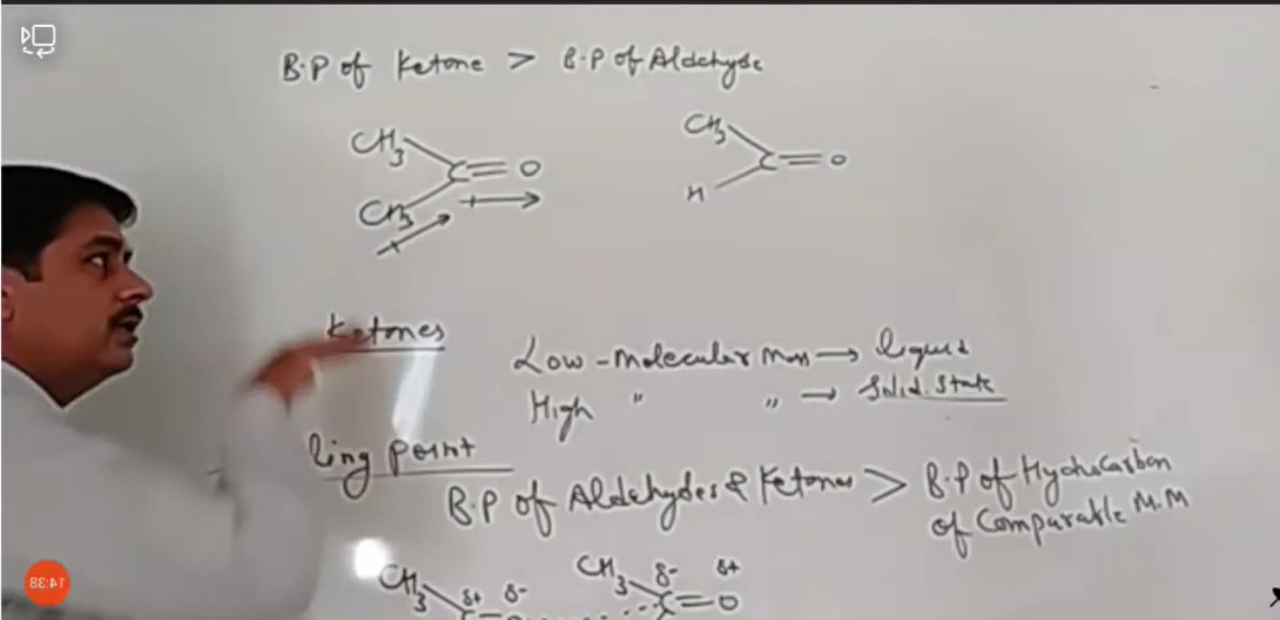 B.P of Ketone > B.P of Aldehyde
CH3 CH3
C=O C=O
CH3 H
Ketones
Low-molecular Mass → liquid
High " " → Solid State
ling point
B.P of Aldehydes & Ketones > B.P of Hydrocarbon
of Comparable M.M
CH3 CH3 δ- δ+
δ+ δ- C=O
14:38